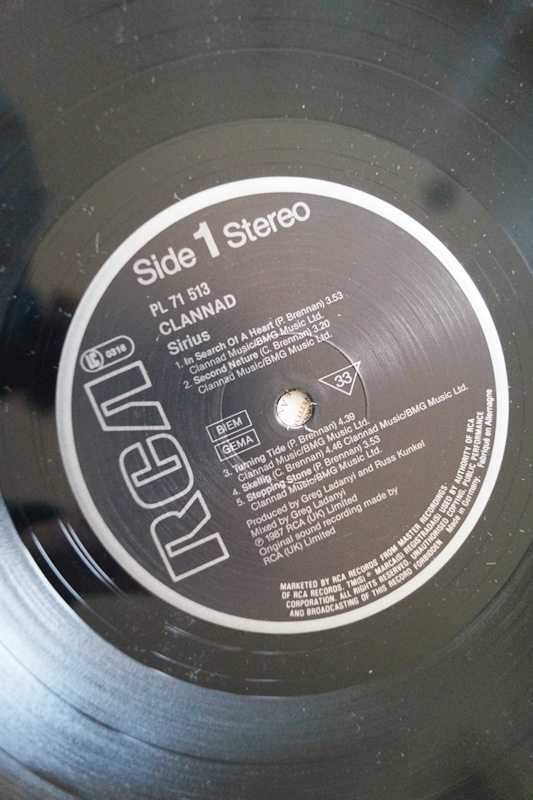 Side 1 Stereo
PL 71 513
CLANNAD
Sirius
1. In Search Of A Heart (P. Brennan) 3.53
Clannad Music/BMG Music Ltd.
2. Second Nature (C. Brennan) 3.20
Clannad Music/BMG Music Ltd.
LC 0316
33
BIEM
GEMA
RCA
3. Turning Tide (P. Brennan) 4.39
Clannad Music/BMG Music Ltd.
4. Skellig (C. Brennan) 4.46 Clannad Music/BMG Music Ltd.
5. Stepping Stone (P. Brennan) 3.53
Clannad Music/BMG Music Ltd.
Produced by Greg Ladanyi and Russ Kunkel
Mixed by Greg Ladanyi
℗ 1987 RCA (UK) Limited
Original sound recording made by
RCA (UK) Limited
MARKETED BY RCA RECORDS FROM MASTER RECORDINGS·
OF RCA RECORDS. TM(S) ® MARCA(S) REGISTRADA(S) USED BY AUTHORITY OF RCA
CORPORATION. ALL RIGHTS RESERVED. UNAUTHORISED COPYING, PUBLIC PERFORMANCE
AND BROADCASTING OF THIS RECORD FORBIDDEN Made in Germany· Fabriqué en Allemagne